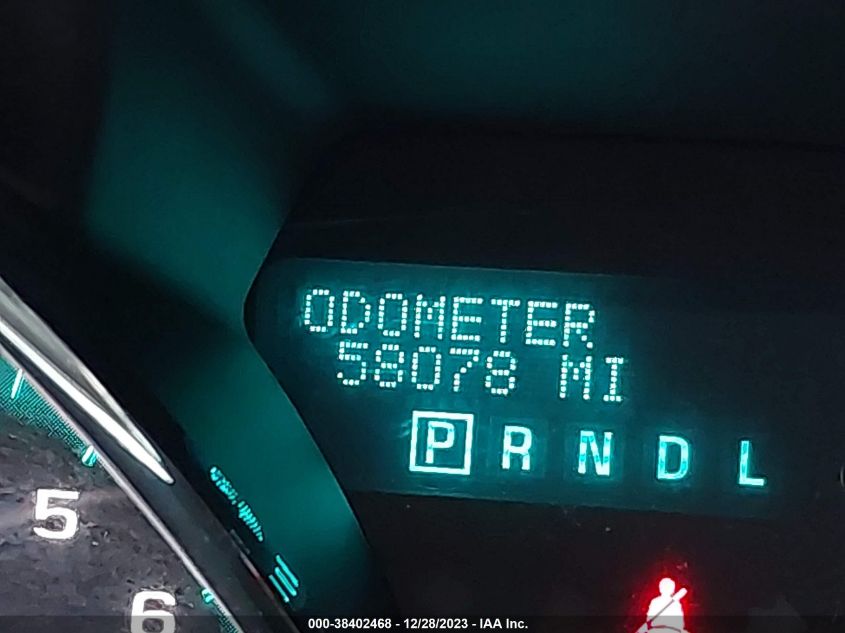 ODOMETER
58078 MI
P R N D L
5
6
000-38402468 - 12/28/2023 - IAA Inc.